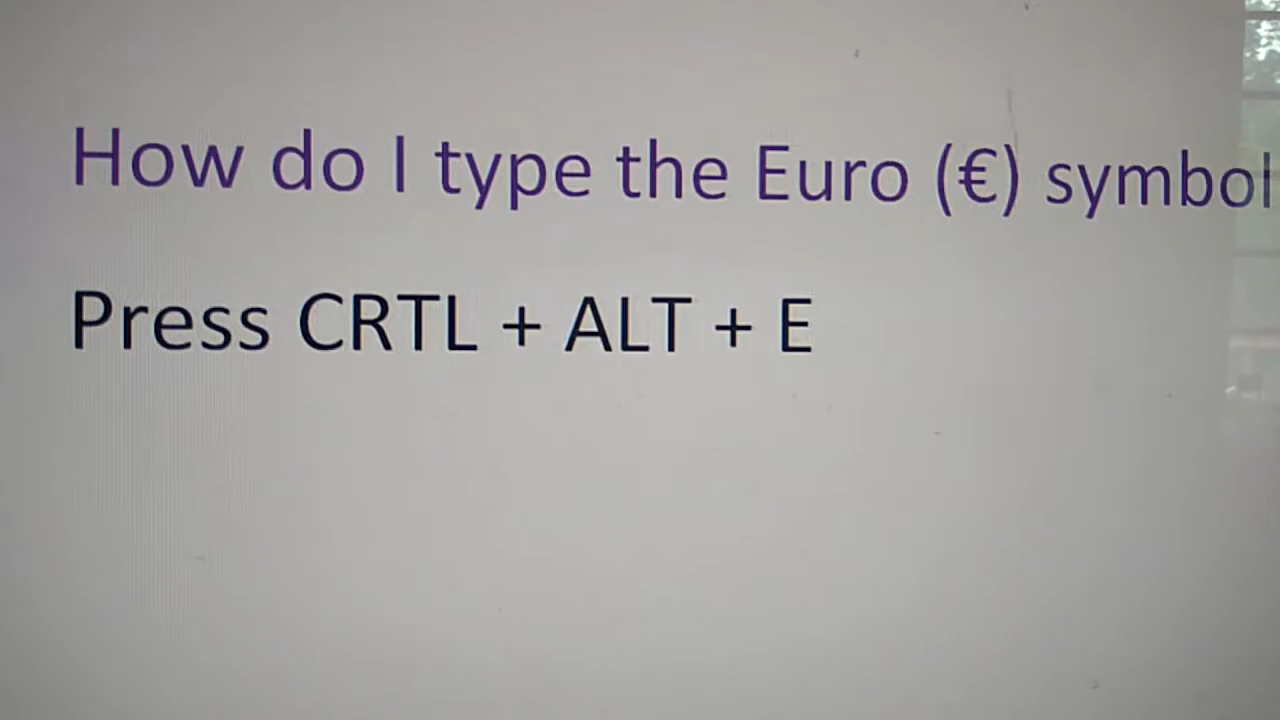 How do I type the Euro (€) symbol
Press CRTL + ALT + E